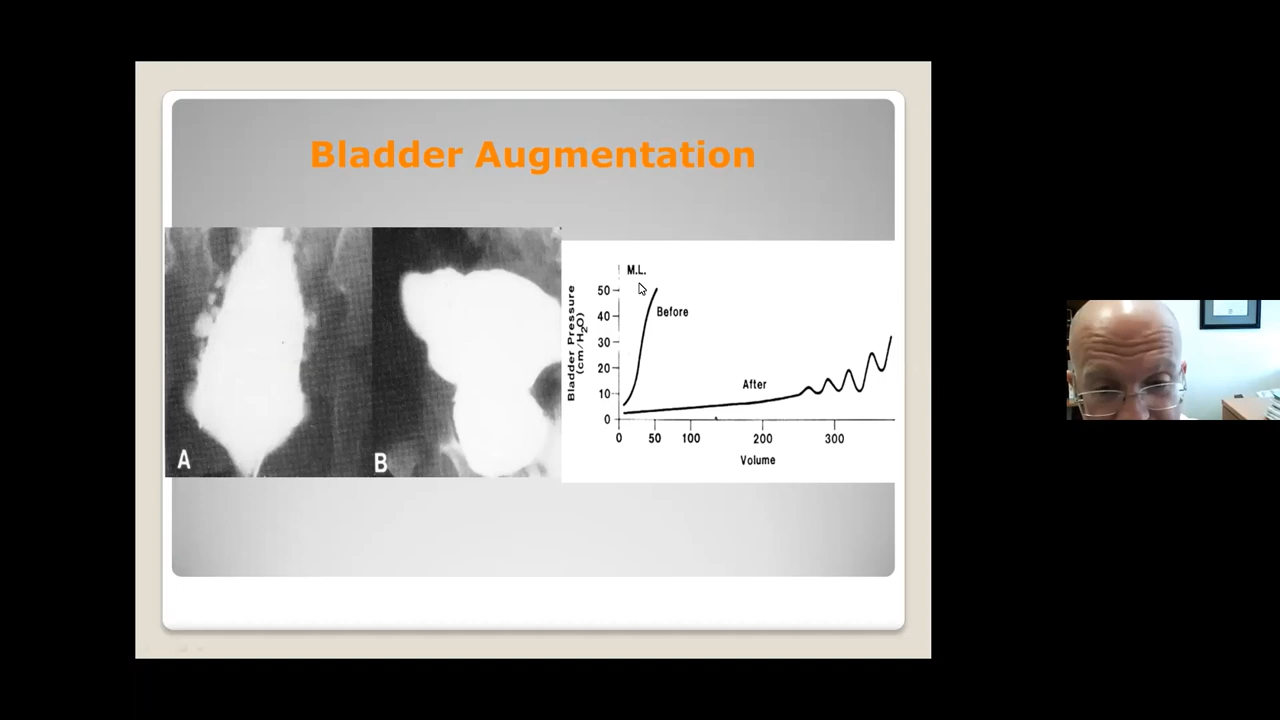 Bladder Augmentation
A
B
M.L.
Bladder Pressure
(cm/H2O)
50
40
30
20
10
0
Before
After
0 50 100 200 300
Volume